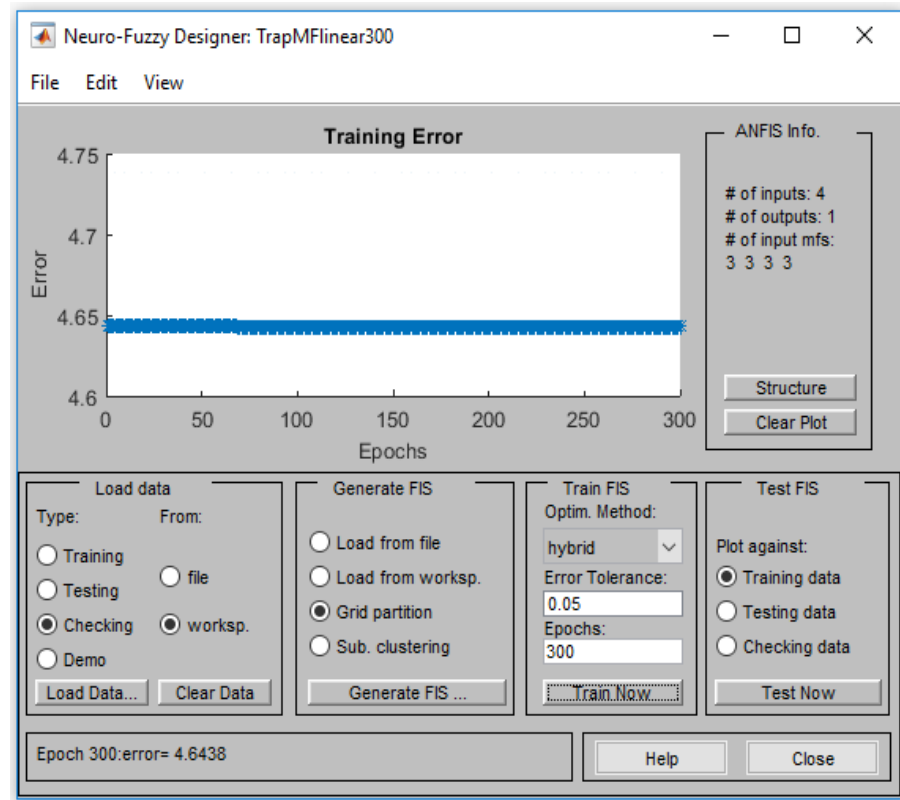 Neuro-Fuzzy Designer: TrapMFlinear300
File Edit View
Training Error
4.75
4.7
4.65
4.6
Error
0 50 100 150 200 250 300
Epochs
ANFIS Info.
# of inputs: 4
# of outputs: 1
# of input mfs:
3 3 3 3
Structure
Clear Plot
Load data
Type: From:
Training
Testing
Checking
Demo
file
worksp.
Load Data... Clear Data
Generate FIS
Load from file
Load from worksp.
Grid partition
Sub. clustering
Generate FIS ...
Train FIS
Optim. Method:
hybrid
Error Tolerance:
0.05
Epochs:
300
Train Now
Test FIS
Plot against:
Training data
Testing data
Checking data
Test Now
Epoch 300:error= 4.6438
Help
Close